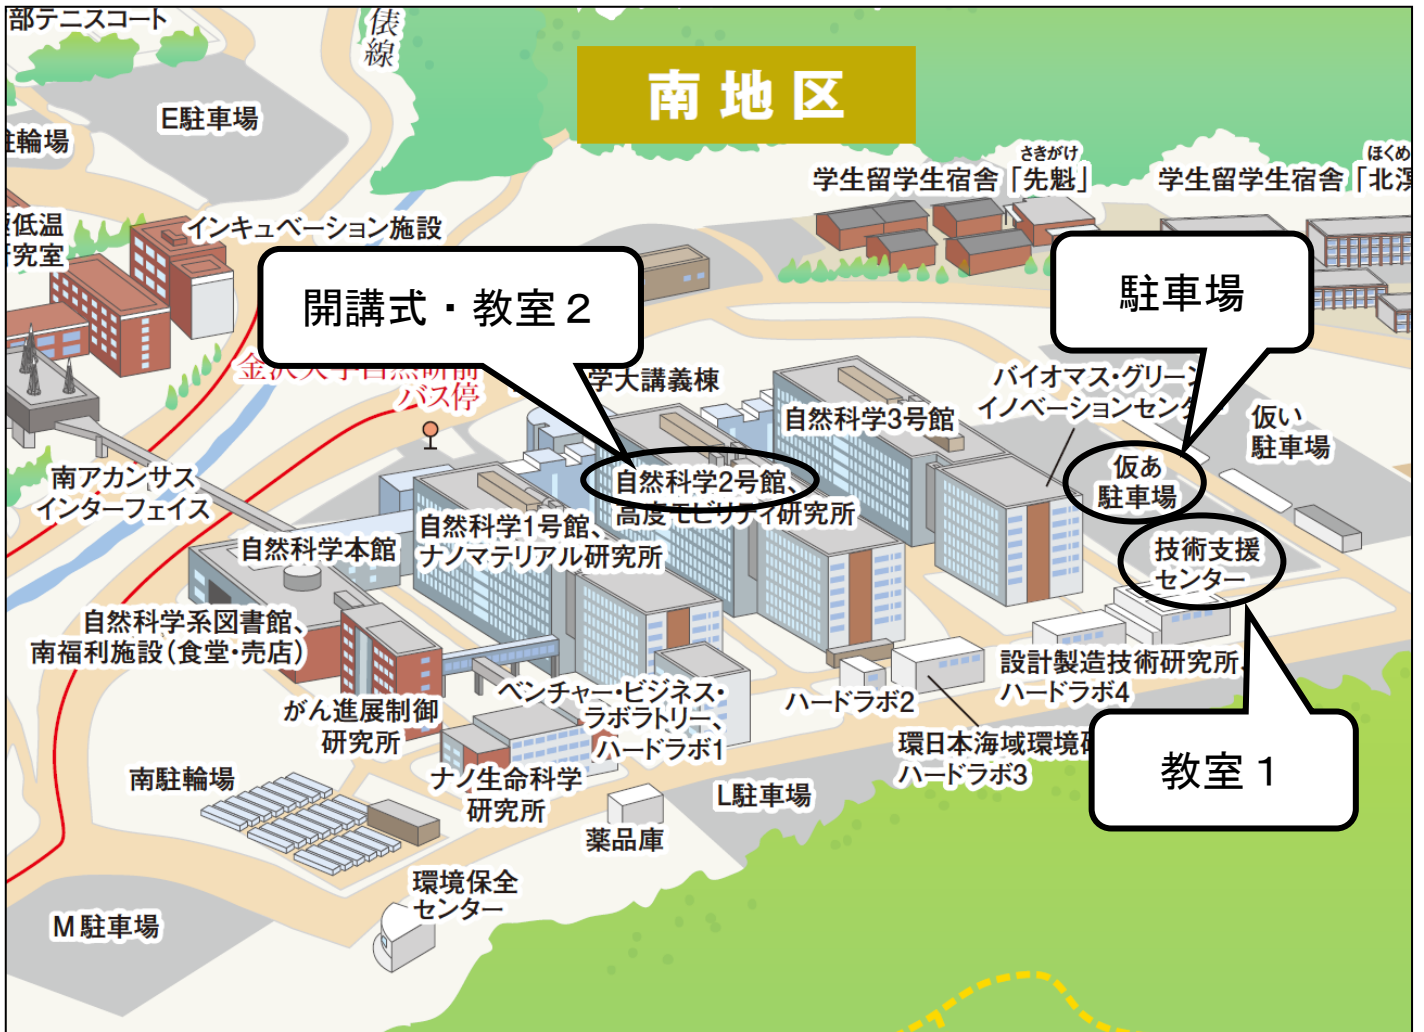 部テニスコート
俵線
南地区
E駐車場
駐輪場
さきがけ
学生留学生宿舎「先魁」
ほくめ
学生留学生宿舎「北溟
低温
研究室
インキュベーション施設
開講式・教室２
駐車場
金沢大学自然研前
バス停
学大講義棟
バイオマス・グリーン
イノベーションセンター
自然科学3号館
仮い
駐車場
仮あ
駐車場
南アカンサス
インターフェイス
自然科学2号館、
高度モビリティ研究所
自然科学1号館、
ナノマテリアル研究所
自然科学本館
技術支援
センター
自然科学系図書館、
南福利施設(食堂・売店)
設計製造技術研究所、
ハードラボ4
ベンチャー・ビジネス・
ラボラトリー、
ハードラボ1
ハードラボ2
がん進展制御
研究所
環日本海域環境研
ハードラボ3
教室１
南駐輪場
ナノ生命科学
研究所
L駐車場
薬品庫
環境保全
センター
M駐車場